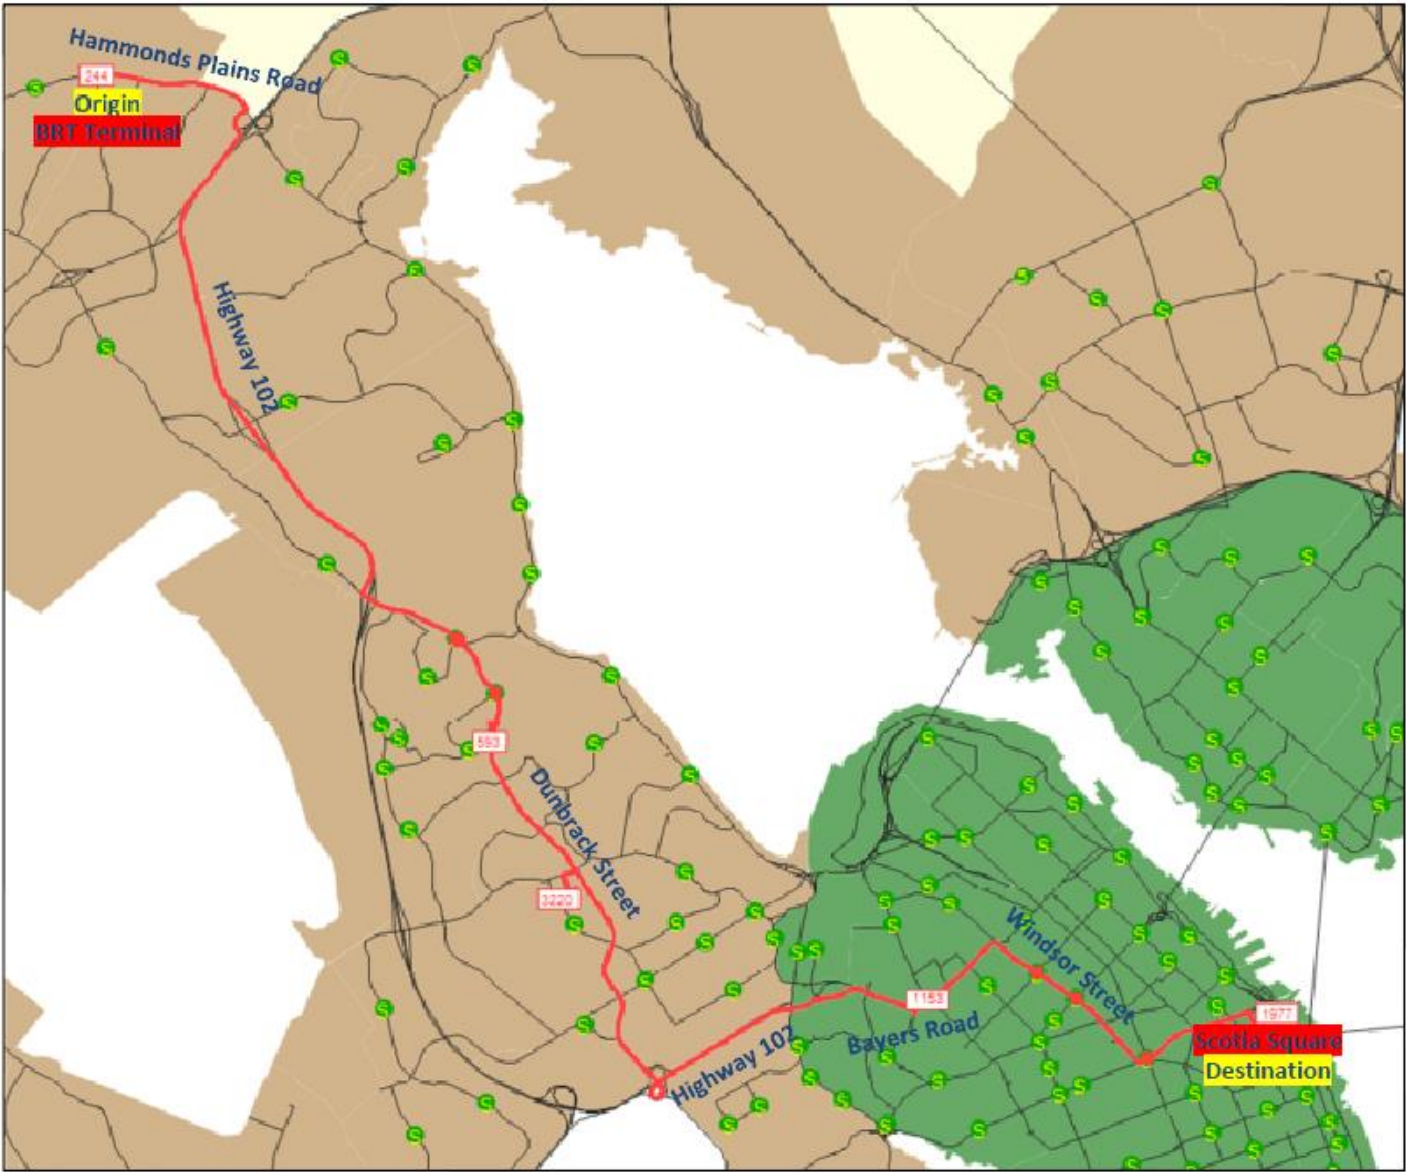 Hammonds Plains Road
244
Origin
BRT Terminal
Highway 102
593
Dunbrack Street
3220
Windsor Street
1153
Bayers Road
Highway 102
1977
Scotia Square
Destination